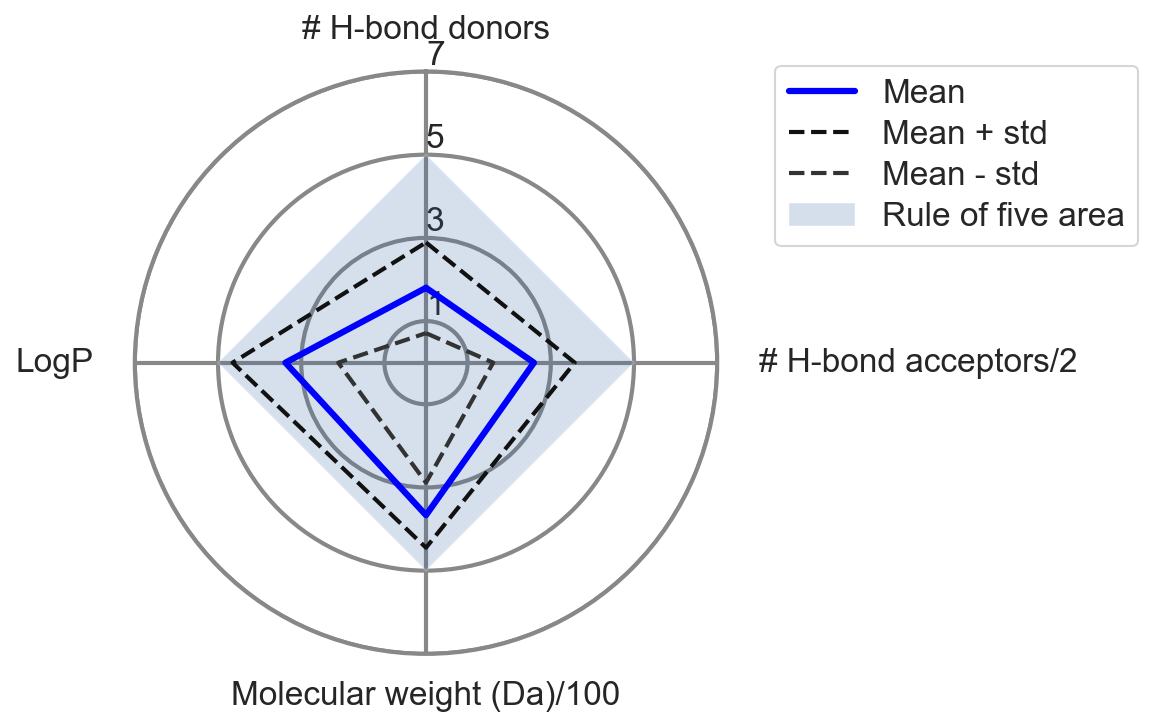 # H-bond donors
7
5
3
1
LogP
# H-bond acceptors/2
Molecular weight (Da)/100
Mean
Mean + std
Mean - std
Rule of five area